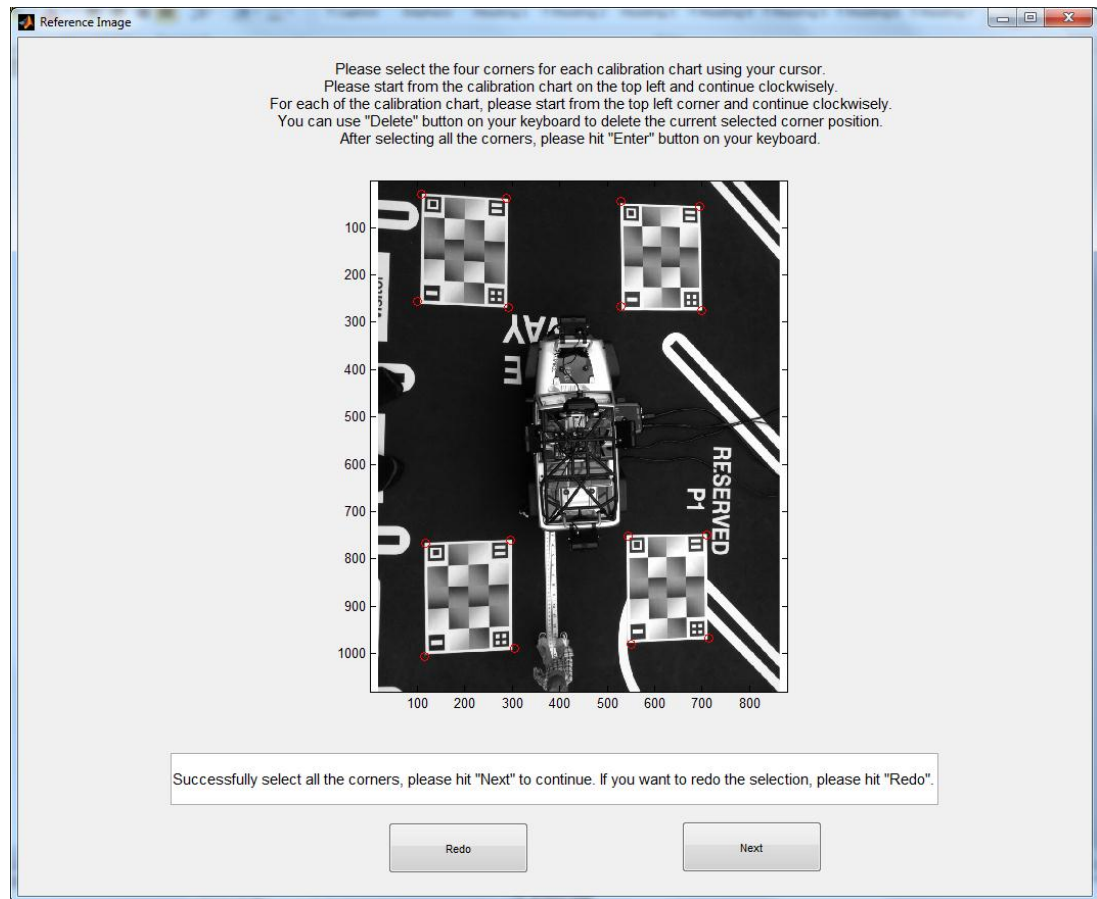 Reference Image
Please select the four corners for each calibration chart using your cursor.
Please start from the calibration chart on the top left and continue clockwisely.
For each of the calibration chart, please start from the top left corner and continue clockwisely.
You can use "Delete" button on your keyboard to delete the current selected corner position.
After selecting all the corners, please hit "Enter" button on your keyboard.
100
200
300
400
500
600
700
800
900
1000
visitor
WAY
E
RESERVED
P1
100 200 300 400 500 600 700 800
Successfully select all the corners, please hit "Next" to continue. If you want to redo the selection, please hit "Redo".
Redo
Next